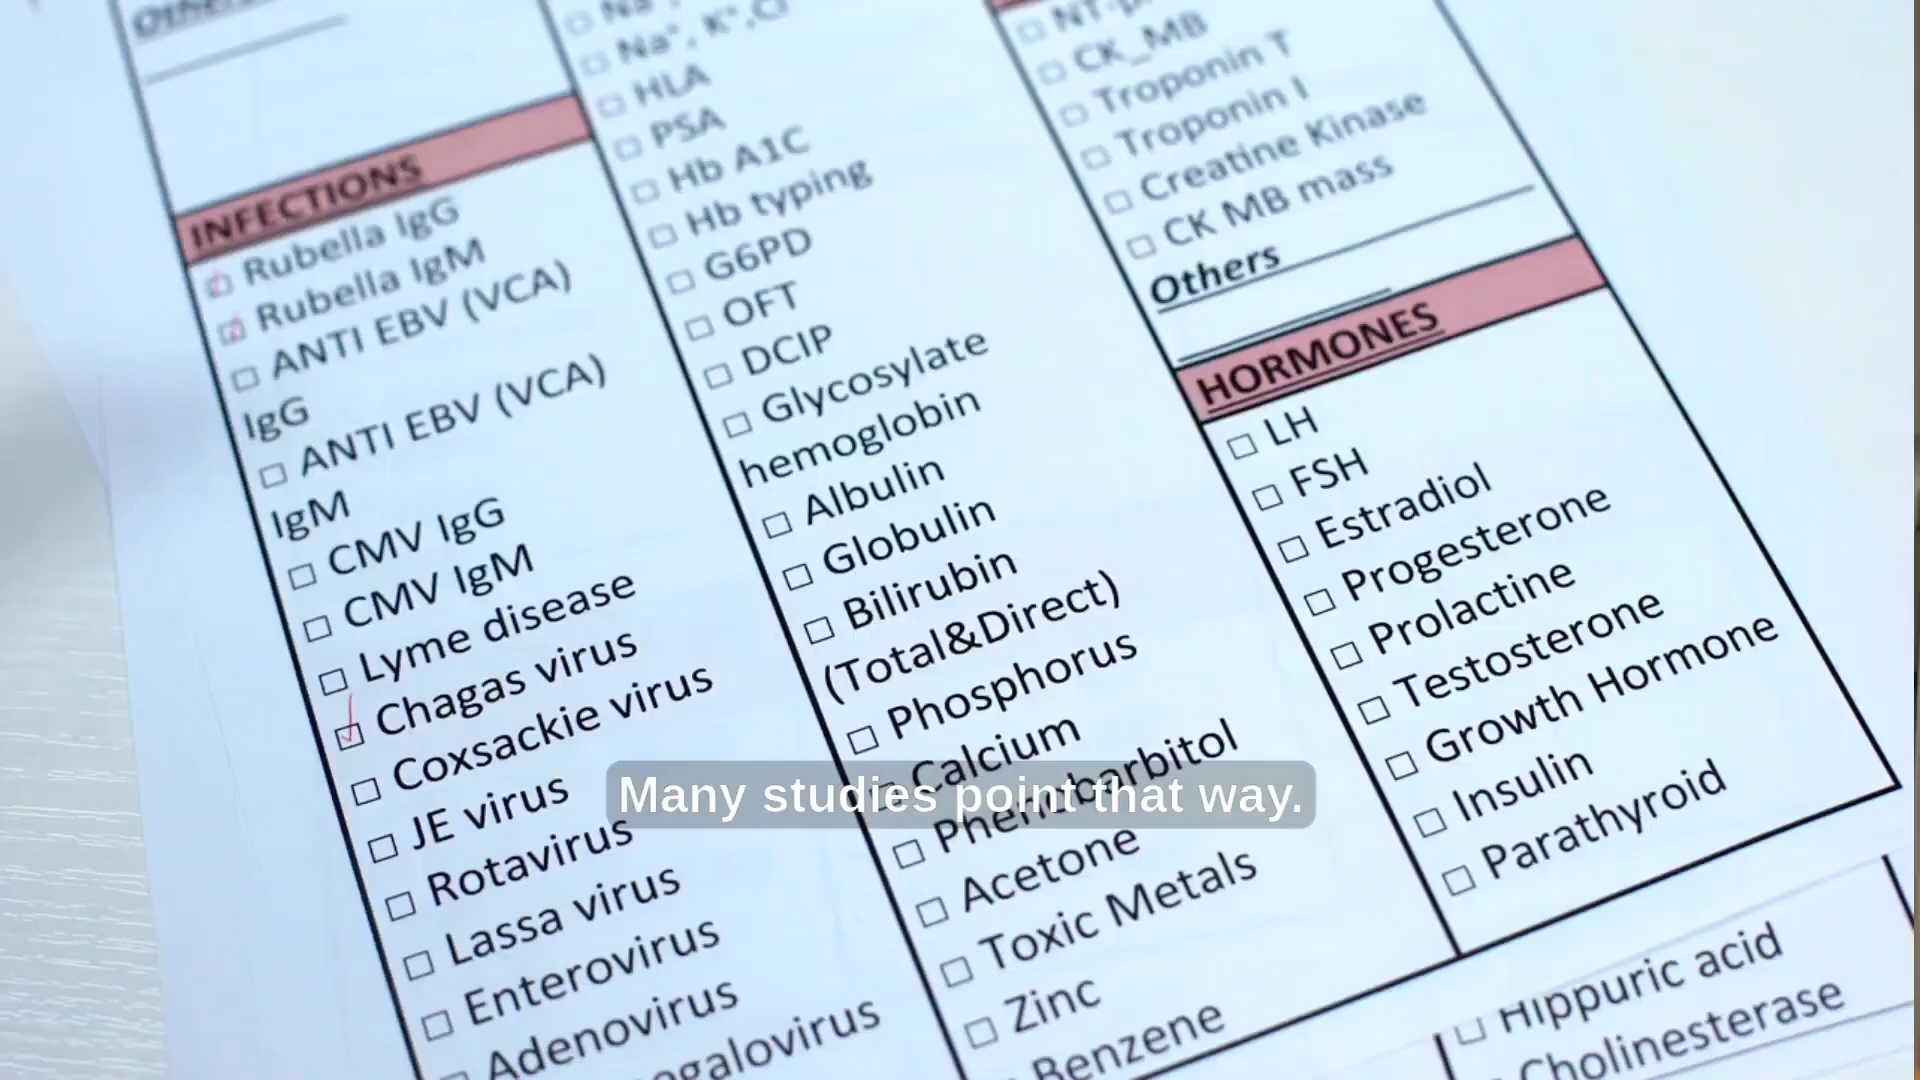 Others
INFECTIONS
Rubella IgG
Rubella IgM
ANTI EBV (VCA)
IgG
ANTI EBV (VCA)
IgM
CMV IgG
CMV IgM
Lyme disease
Chagas virus
Coxsackie virus
JE virus
Rotavirus
Lassa virus
Enterovirus
Adenovirus
egalovirus
Na⁺, K⁺,Cl⁻
HLA
PSA
Hb A1C
Hb typing
G6PD
OFT
DCIP
Glycosylate
hemoglobin
Albulin
Globulin
Bilirubin
(Total&Direct)
Phosphorus
Calcium
Phenobarbitol
Acetone
Toxic Metals
Zinc
Benzene
CK_MB
Troponin T
Troponin I
Creatine Kinase
CK MB mass
Others
HORMONES
LH
FSH
Estradiol
Progesterone
Prolactine
Testosterone
Growth Hormone
Insulin
Parathyroid
Hippuric acid
Cholinesterase
Many studies point that way.